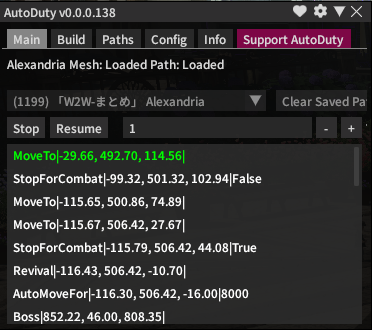 AutoDuty v0.0.0.138
Main Build Paths Config Info Support AutoDuty
Alexandria Mesh: Loaded Path: Loaded
(1199) 「W2W-まとめ」 Alexandria Clear Saved Pa
Stop Resume 1 - +
MoveTo|-29.66, 492.70, 114.56|
StopForCombat|-99.32, 501.32, 102.94|False
MoveTo|-115.65, 500.86, 74.89|
MoveTo|-115.67, 506.42, 27.67|
StopForCombat|-115.79, 506.42, 44.08|True
Revival|-116.43, 506.42, -10.70|
AutoMoveFor|-116.30, 506.42, -16.00|8000
Boss|852.22, 46.00, 808.35|